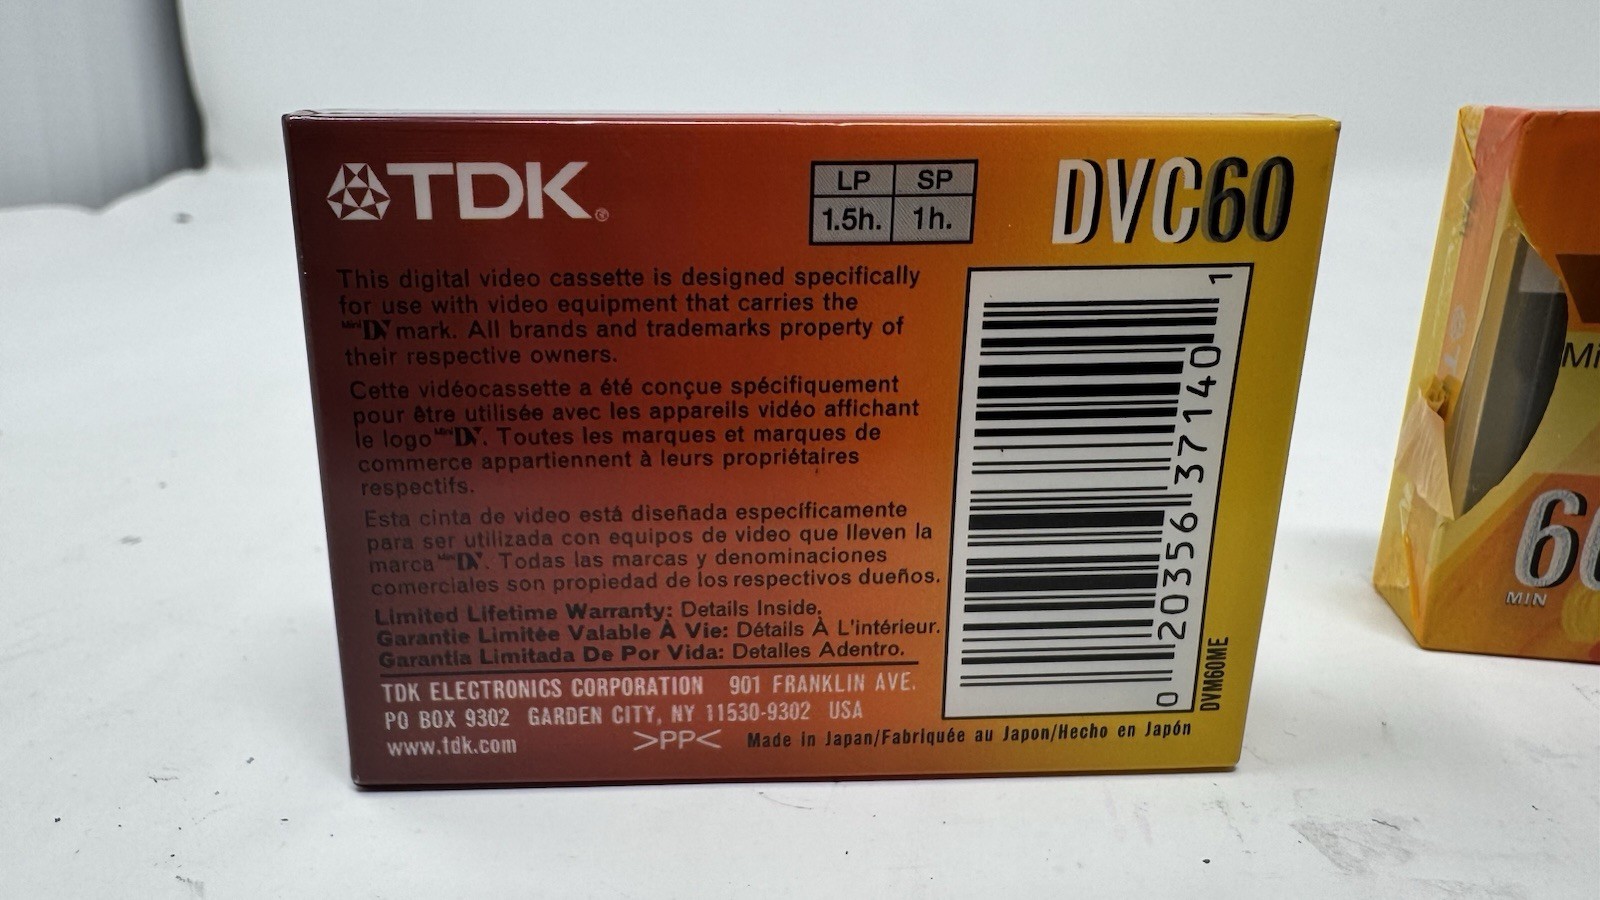 TDK®
LP SP
1.5h. 1h.
DVC60
This digital video cassette is designed specifically
for use with video equipment that carries the
Mini DV mark. All brands and trademarks property of
their respective owners.
Cette vidéocassette a été conçue spécifiquement
pour être utilisée avec les appareils vidéo affichant
le logo Mini DV. Toutes les marques et marques de
commerce appartiennent à leurs propriétaires
respectifs.
Esta cinta de video está diseñada específicamente
para ser utilizada con equipos de video que lleven la
marca Mini DV. Todas las marcas y denominaciones
comerciales son propiedad de los respectivos dueños.
Limited Lifetime Warranty: Details Inside.
Garantie Limitée Valable À Vie: Détails À L'intérieur.
Garantía Limitada De Por Vida: Detalles Adentro.
TDK ELECTRONICS CORPORATION 901 FRANKLIN AVE.
PO BOX 9302 GARDEN CITY, NY 11530-9302 USA
www.tdk.com >PP< Made in Japan/Fabriquée au Japon/Hecho en Japón
0 20356 37140 1
DVM60ME
MIN